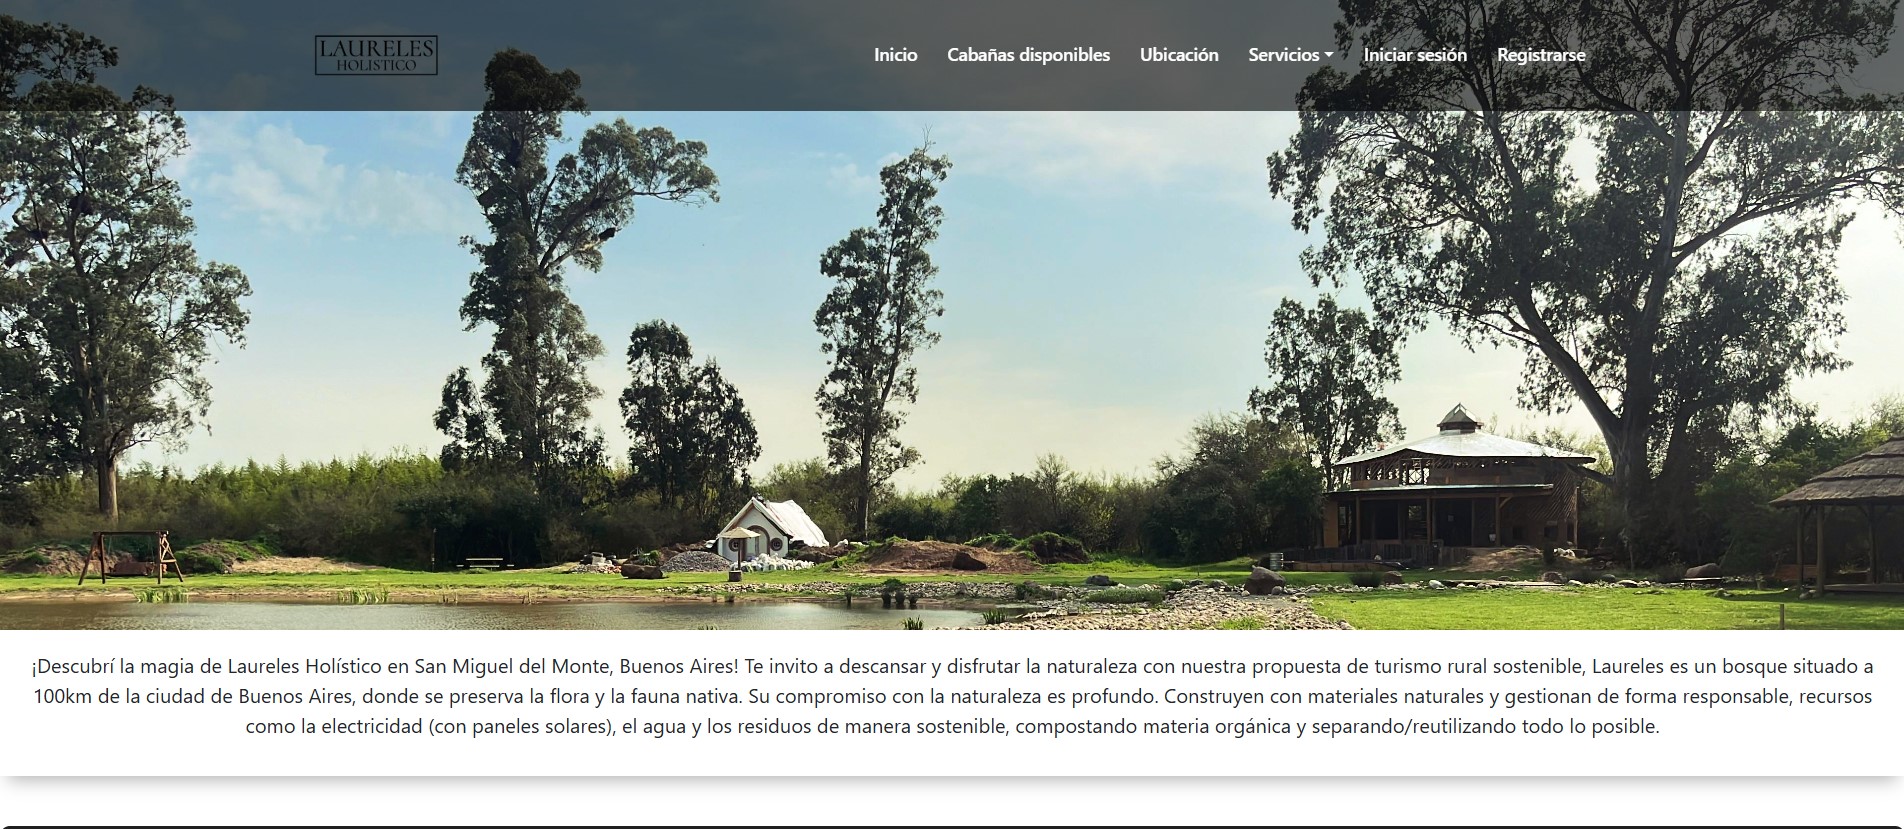 LAURELES
HOLISTICO
Inicio Cabañas disponibles Ubicación Servicios Iniciar sesión Registrarse
¡Descubrí la magia de Laureles Holístico en San Miguel del Monte, Buenos Aires! Te invito a descansar y disfrutar la naturaleza con nuestra propuesta de turismo rural sostenible, Laureles es un bosque situado a
100km de la ciudad de Buenos Aires, donde se preserva la flora y la fauna nativa. Su compromiso con la naturaleza es profundo. Construyen con materiales naturales y gestionan de forma responsable, recursos
como la electricidad (con paneles solares), el agua y los residuos de manera sostenible, compostando materia orgánica y separando/reutilizando todo lo posible.